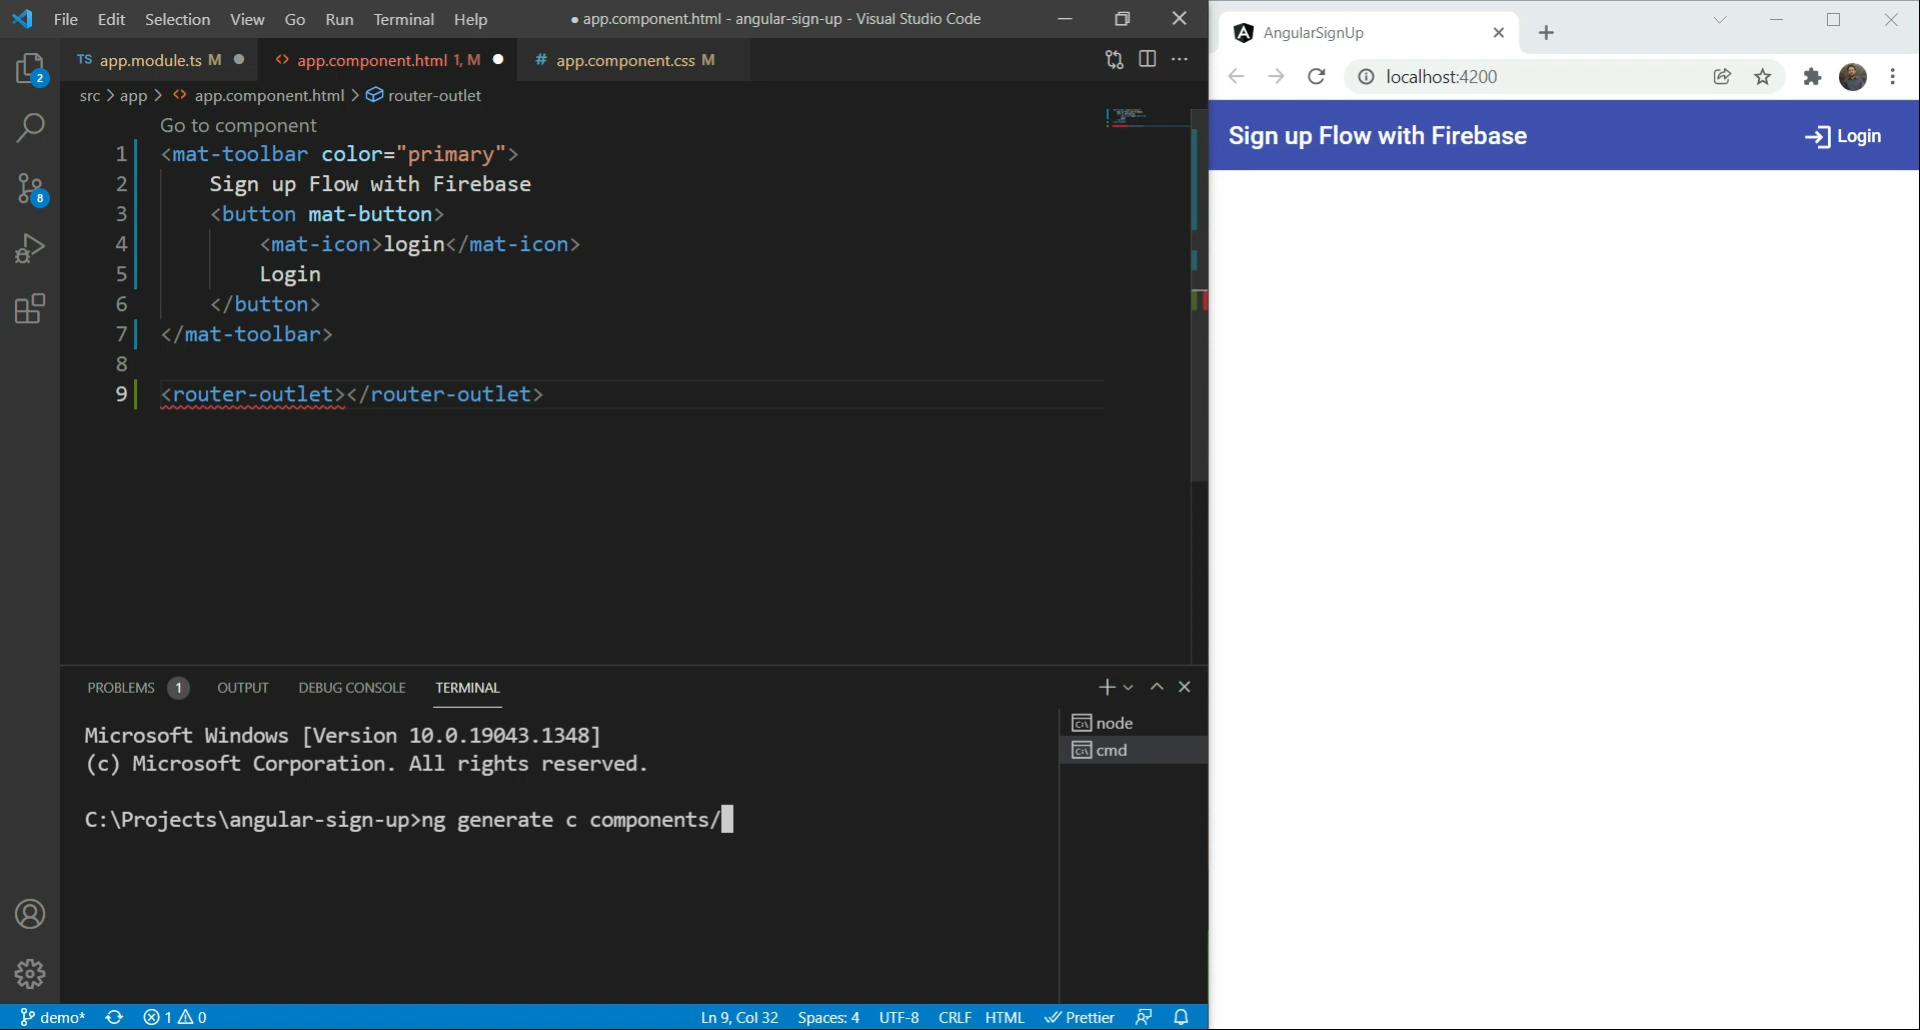 File Edit Selection View Go Run Terminal Help
● app.component.html - angular-sign-up - Visual Studio Code
TS app.module.ts M
<> app.component.html 1, M
# app.component.css M
src > app > <> app.component.html > router-outlet
Go to component
1 <mat-toolbar color="primary">
2 Sign up Flow with Firebase
3 <button mat-button>
4 <mat-icon>login</mat-icon>
5 Login
6 </button>
7 </mat-toolbar>
8
9 <router-outlet></router-outlet>
2
8
PROBLEMS 1 OUTPUT DEBUG CONSOLE TERMINAL
Microsoft Windows [Version 10.0.19043.1348]
(c) Microsoft Corporation. All rights reserved.
C:\Projects\angular-sign-up>ng generate c components/
node
cmd
demo* 1 0
Ln 9, Col 32 Spaces: 4 UTF-8 CRLF HTML Prettier
AngularSignUp
localhost:4200
Sign up Flow with Firebase
Login